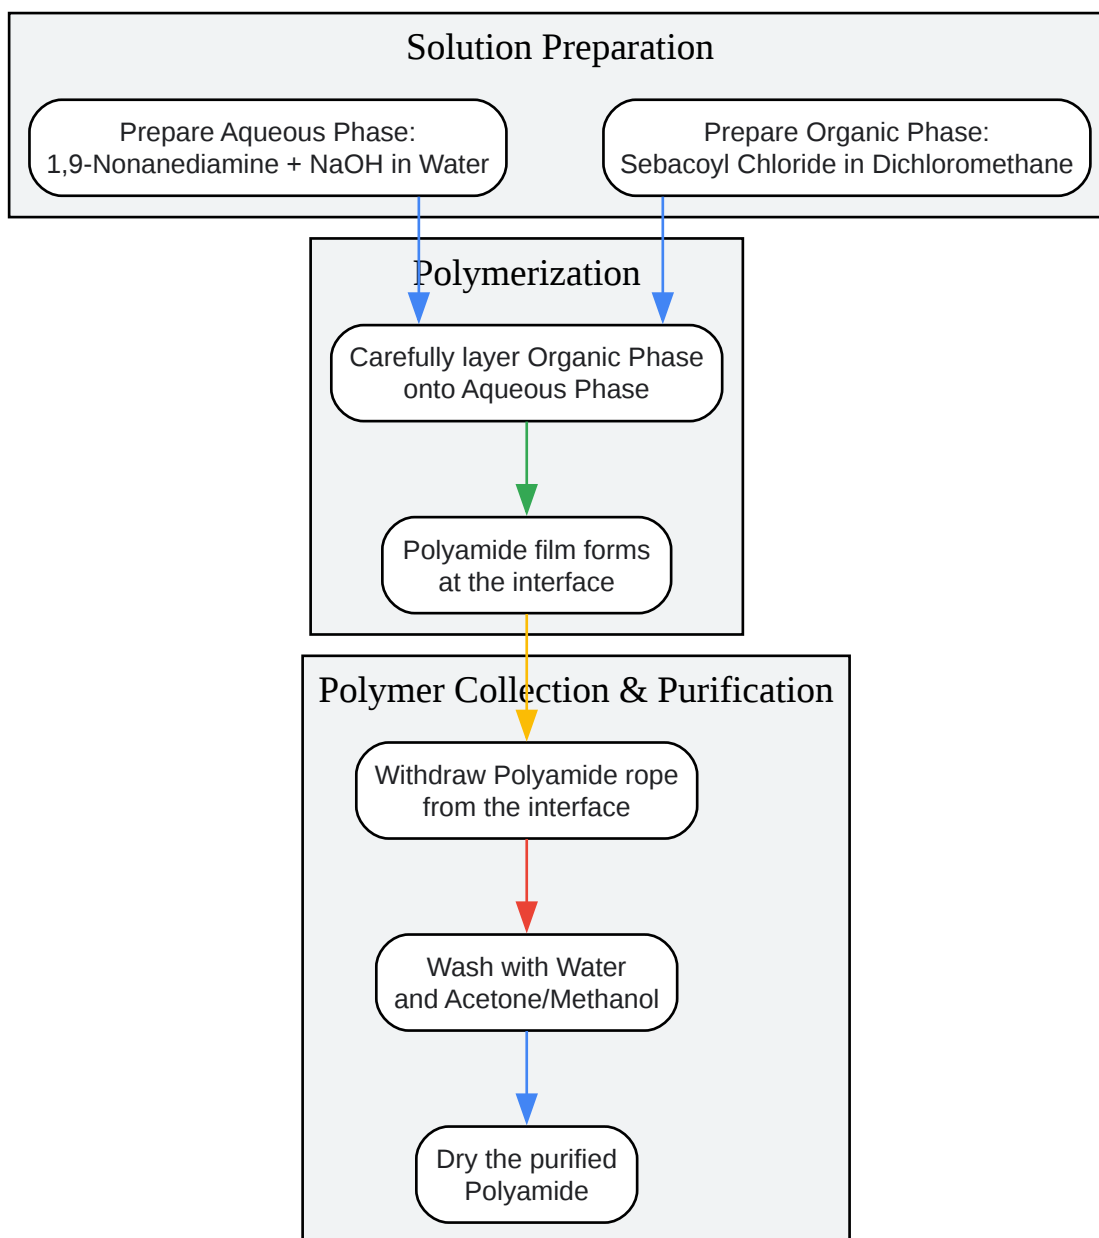 Solution Preparation
Prepare Aqueous Phase:
1,9-Nonanediamine + NaOH in Water
Prepare Organic Phase:
Sebacoyl Chloride in Dichloromethane
Polymerization
Carefully layer Organic Phase
onto Aqueous Phase
Polyamide film forms
at the interface
Polymer Collection & Purification
Withdraw Polyamide rope
from the interface
Wash with Water
and Acetone/Methanol
Dry the purified
Polyamide